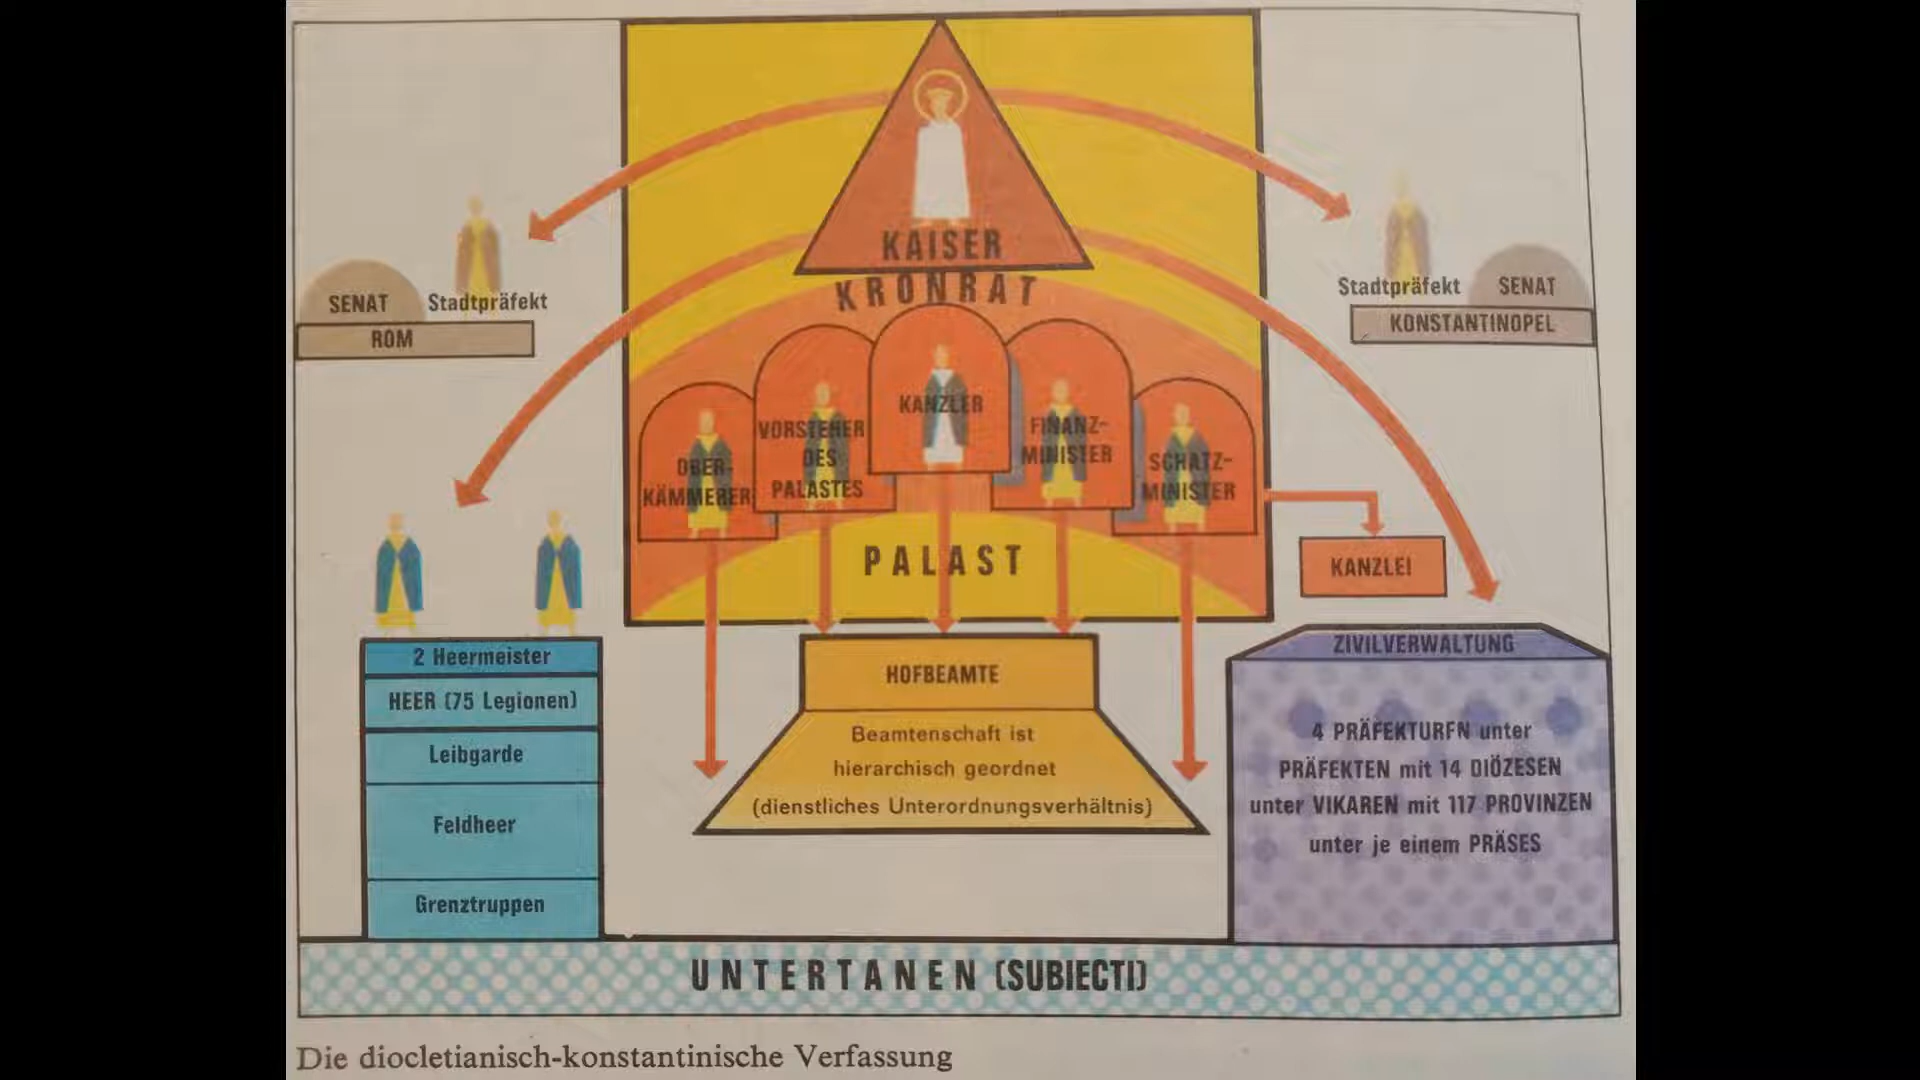 KAISER
KRONRAT
SENAT
Stadtpräfekt
ROM
Stadtpräfekt
SENAT
KONSTANTINOPEL
OBER-
KÄMMERER
VORSTEHER
DES
PALASTES
KANZLER
FINANZ-
MINISTER
SCHATZ-
MINISTER
PALAST
KANZLEI
2 Heermeister
HEER (75 Legionen)
Leibgarde
Feldheer
Grenztruppen
HOFBEAMTE
Beamtenschaft ist
hierarchisch geordnet
(dienstliches Unterordnungsverhältnis)
ZIVILVERWALTUNG
4 PRÄFEKTUREN unter
PRÄFEKTEN mit 14 DIÖZESEN
unter VIKAREN mit 117 PROVINZEN
unter je einem PRÄSES
UNTERTANEN (SUBIECTI)
Die diocletianisch-konstantinische Verfassung